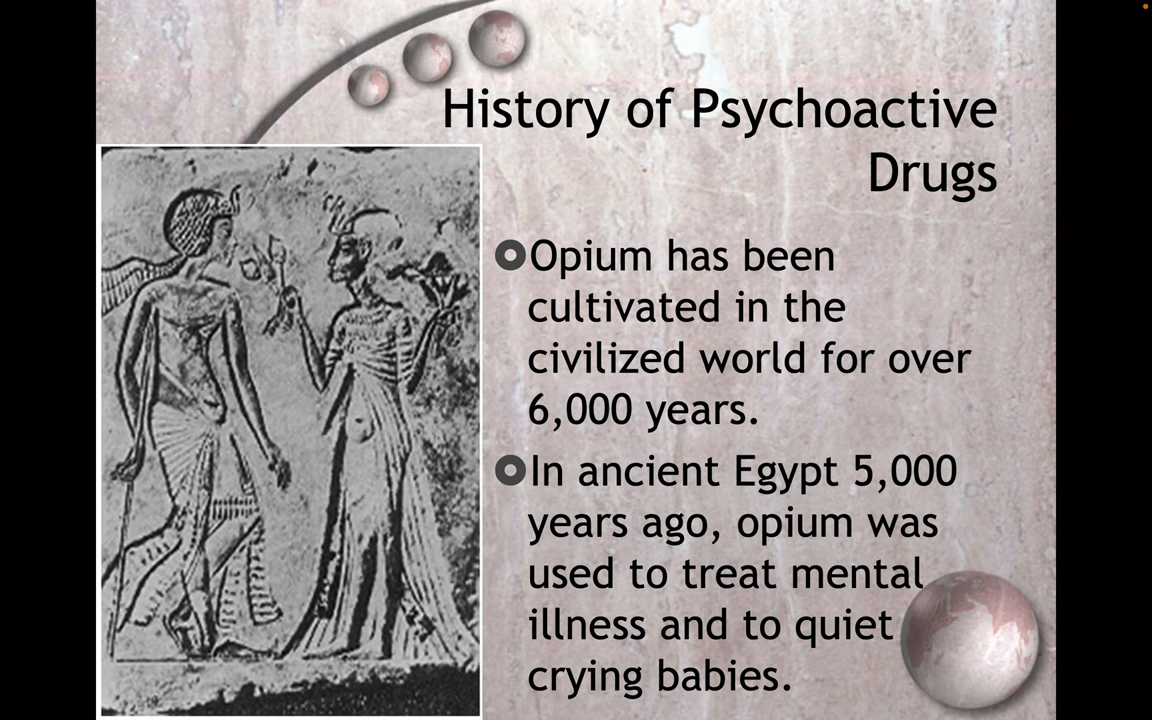 History of Psychoactive
Drugs
Opium has been
cultivated in the
civilized world for over
6,000 years.
In ancient Egypt 5,000
years ago, opium was
used to treat mental
illness and to quiet
crying babies.